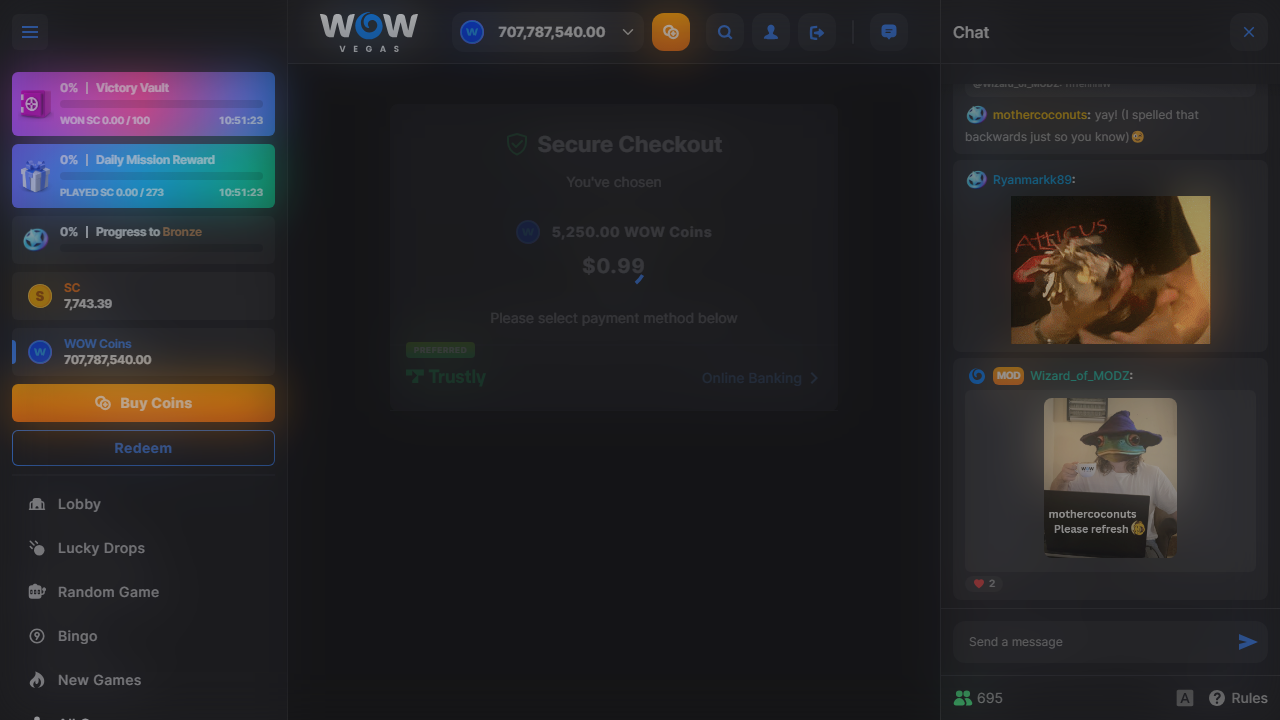 0% | Victory Vault
WON SC 0.00 / 100
10:51:23
0% | Daily Mission Reward
PLAYED SC 0.00 / 273
10:51:23
0% | Progress to Bronze
S
SC
7,743.39
W
WOW Coins
707,787,540.00
Buy Coins
Redeem
Lobby
Lucky Drops
Random Game
Bingo
New Games
WOW
VEGAS
W
707,787,540.00
Secure Checkout
You've chosen
W
5,250.00 WOW Coins
$0.99
Please select payment method below
PREFERRED
Trustly
Online Banking
Chat
mothercoconuts: yay! (I spelled that
backwards just so you know)
Ryanmarkk89:
ATTICUS
MOD Wizard_of_MODZ:
WOW
mothercoconuts
Please refresh
2
Send a message
695
A
Rules